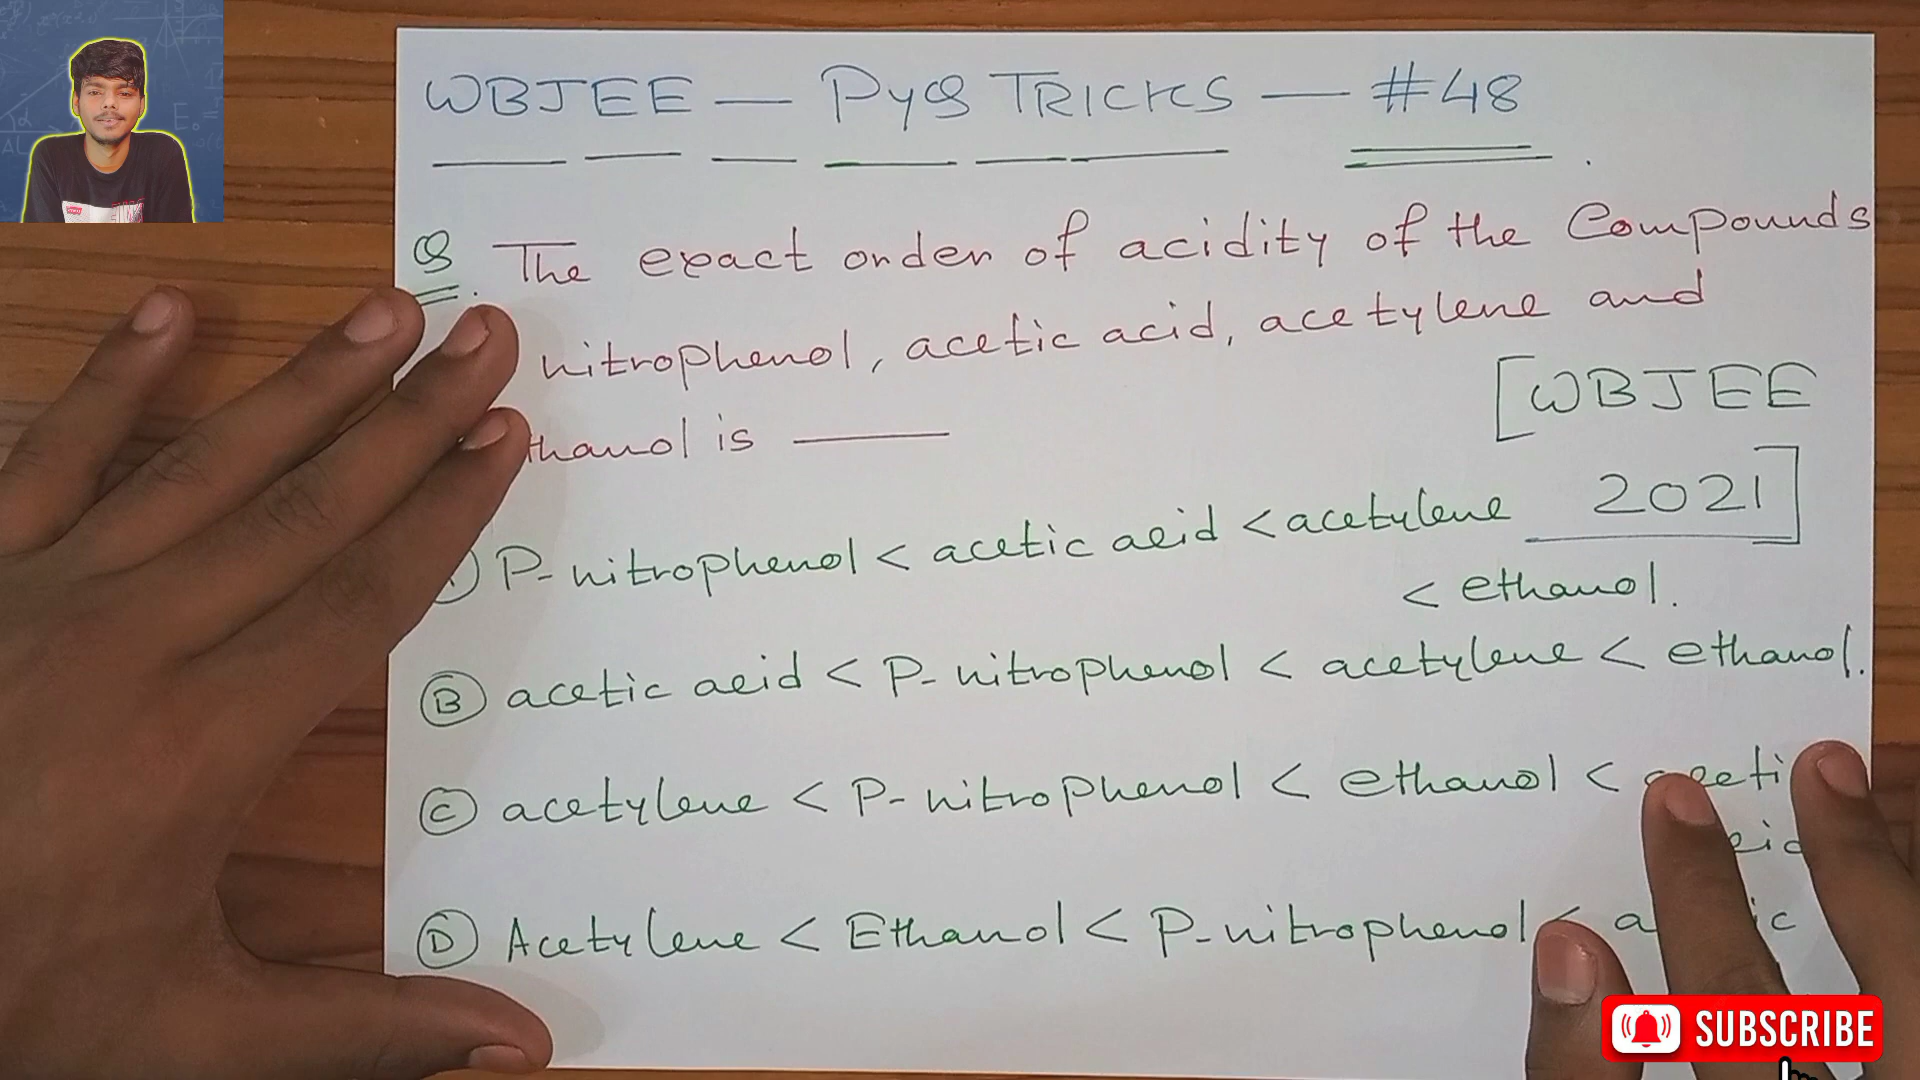 WBJEE — PyQ TRICKS — #48
Q. The exact order of acidity of the Compounds
nitrophenol, acetic acid, acetylene and
thanol is ———
[WBJEE
2021]
P-nitrophenol < acetic acid < acetylene
< ethanol.
(B) acetic acid < P-nitrophenol < acetylene < ethanol.
(C) acetylene < P-nitrophenol < ethanol < aceti
cid
(D) Acetylene < Ethanol < P-nitrophenol <
SUBSCRIBE